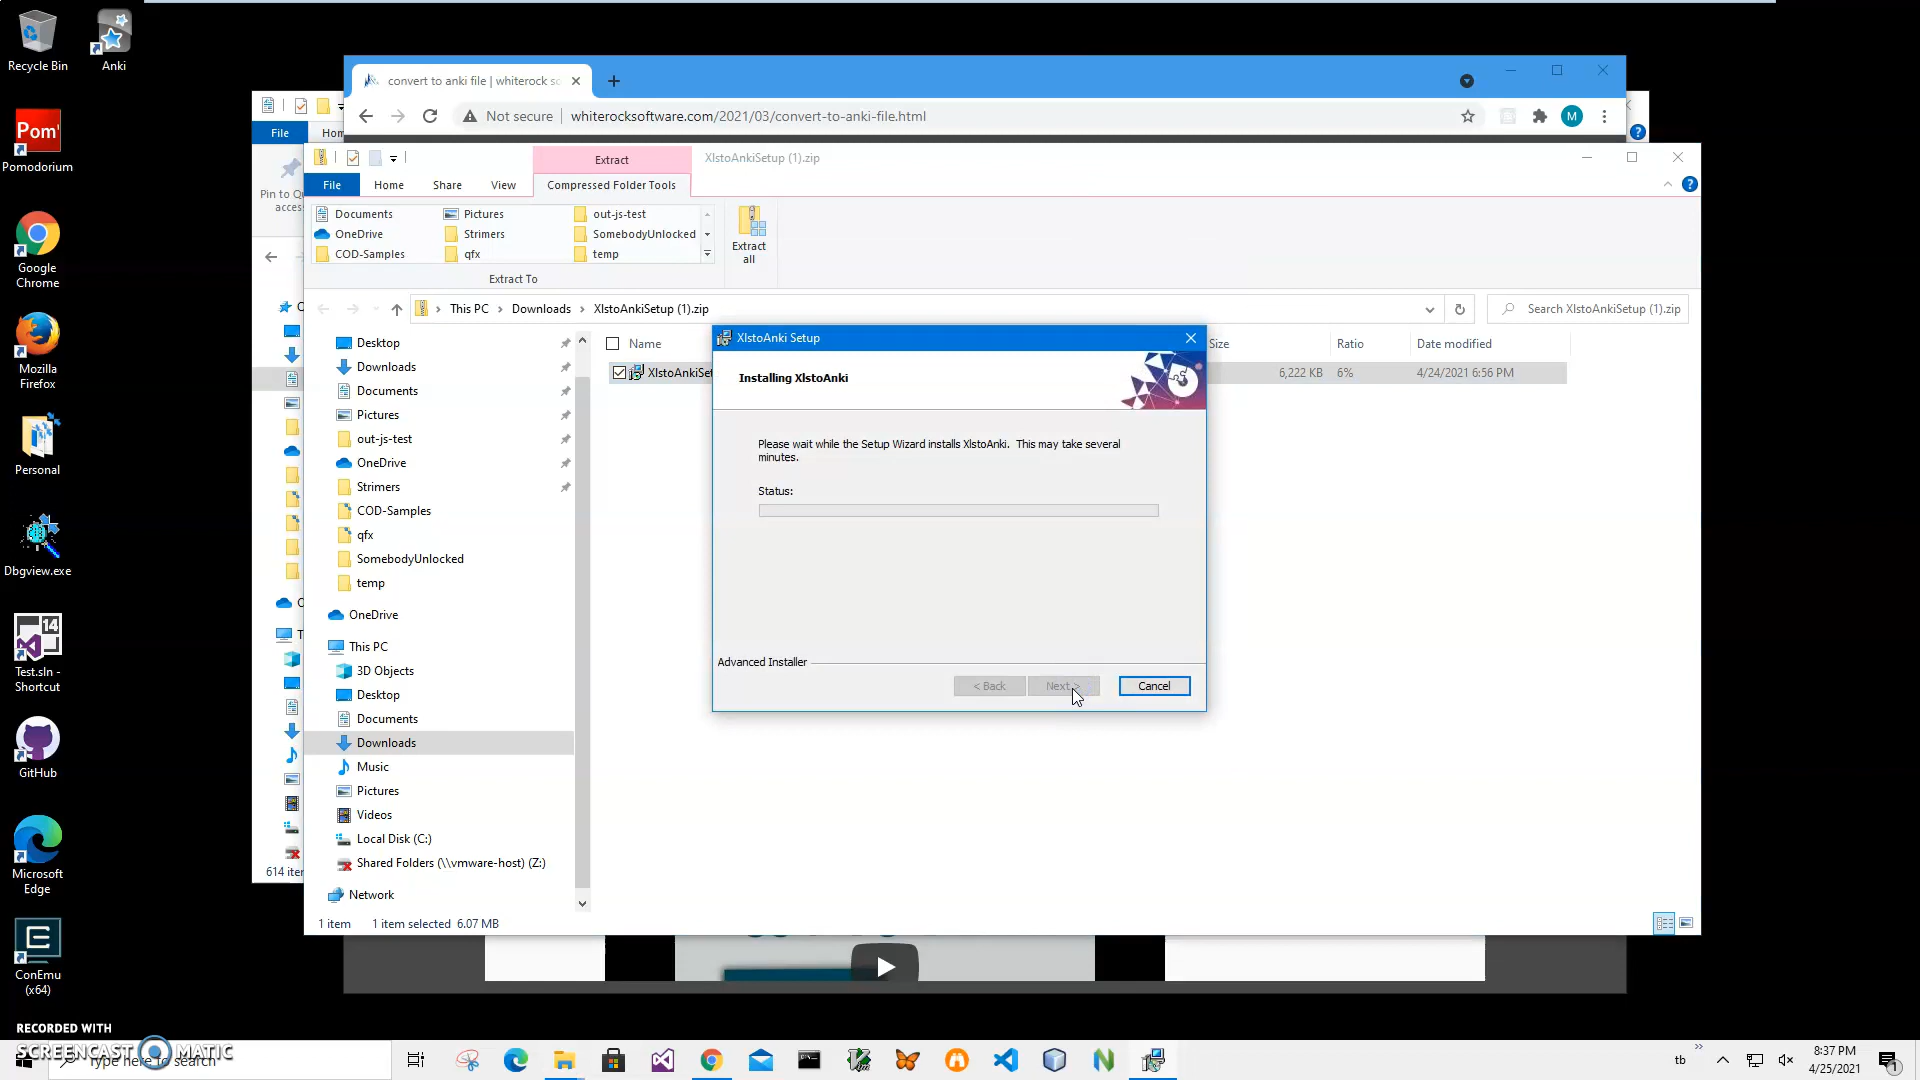 Recycle Bin
Anki
Pomodorium
Google
Chrome
Mozilla
Firefox
Personal
Dbgview.exe
14
Test.sln -
Shortcut
GitHub
Microsoft
Edge
ConEmu
(x64)
convert to anki file | whiterock so
Not secure
whiterocksoftware.com/2021/03/convert-to-anki-file.html
M
File
Hom
Pin to Qu
access
614 iter
Extract
XlstoAnkiSetup (1).zip
File
Home
Share
View
Compressed Folder Tools
Documents
Pictures
out-js-test
OneDrive
Strimers
SomebodyUnlocked
COD-Samples
qfx
temp
Extract To
Extract
all
This PC
Downloads
XlstoAnkiSetup (1).zip
Search XlstoAnkiSetup (1).zip
Desktop
Downloads
Documents
Pictures
out-js-test
OneDrive
Strimers
COD-Samples
qfx
SomebodyUnlocked
temp
OneDrive
This PC
3D Objects
Desktop
Documents
Downloads
Music
Pictures
Videos
Local Disk (C:)
Shared Folders (\\vmware-host) (Z:)
Network
Name
Size
Ratio
Date modified
XlstoAnkiSet
6,222 KB
6%
4/24/2021 6:56 PM
XlstoAnki Setup
Installing XlstoAnki
Please wait while the Setup Wizard installs XlstoAnki. This may take several
minutes.
Status:
Advanced Installer
< Back
Next >
Cancel
1 item
1 item selected 6.07 MB
RECORDED WITH
SCREENCAST MATIC
Type here to search
tb
8:37 PM
4/25/2021
1